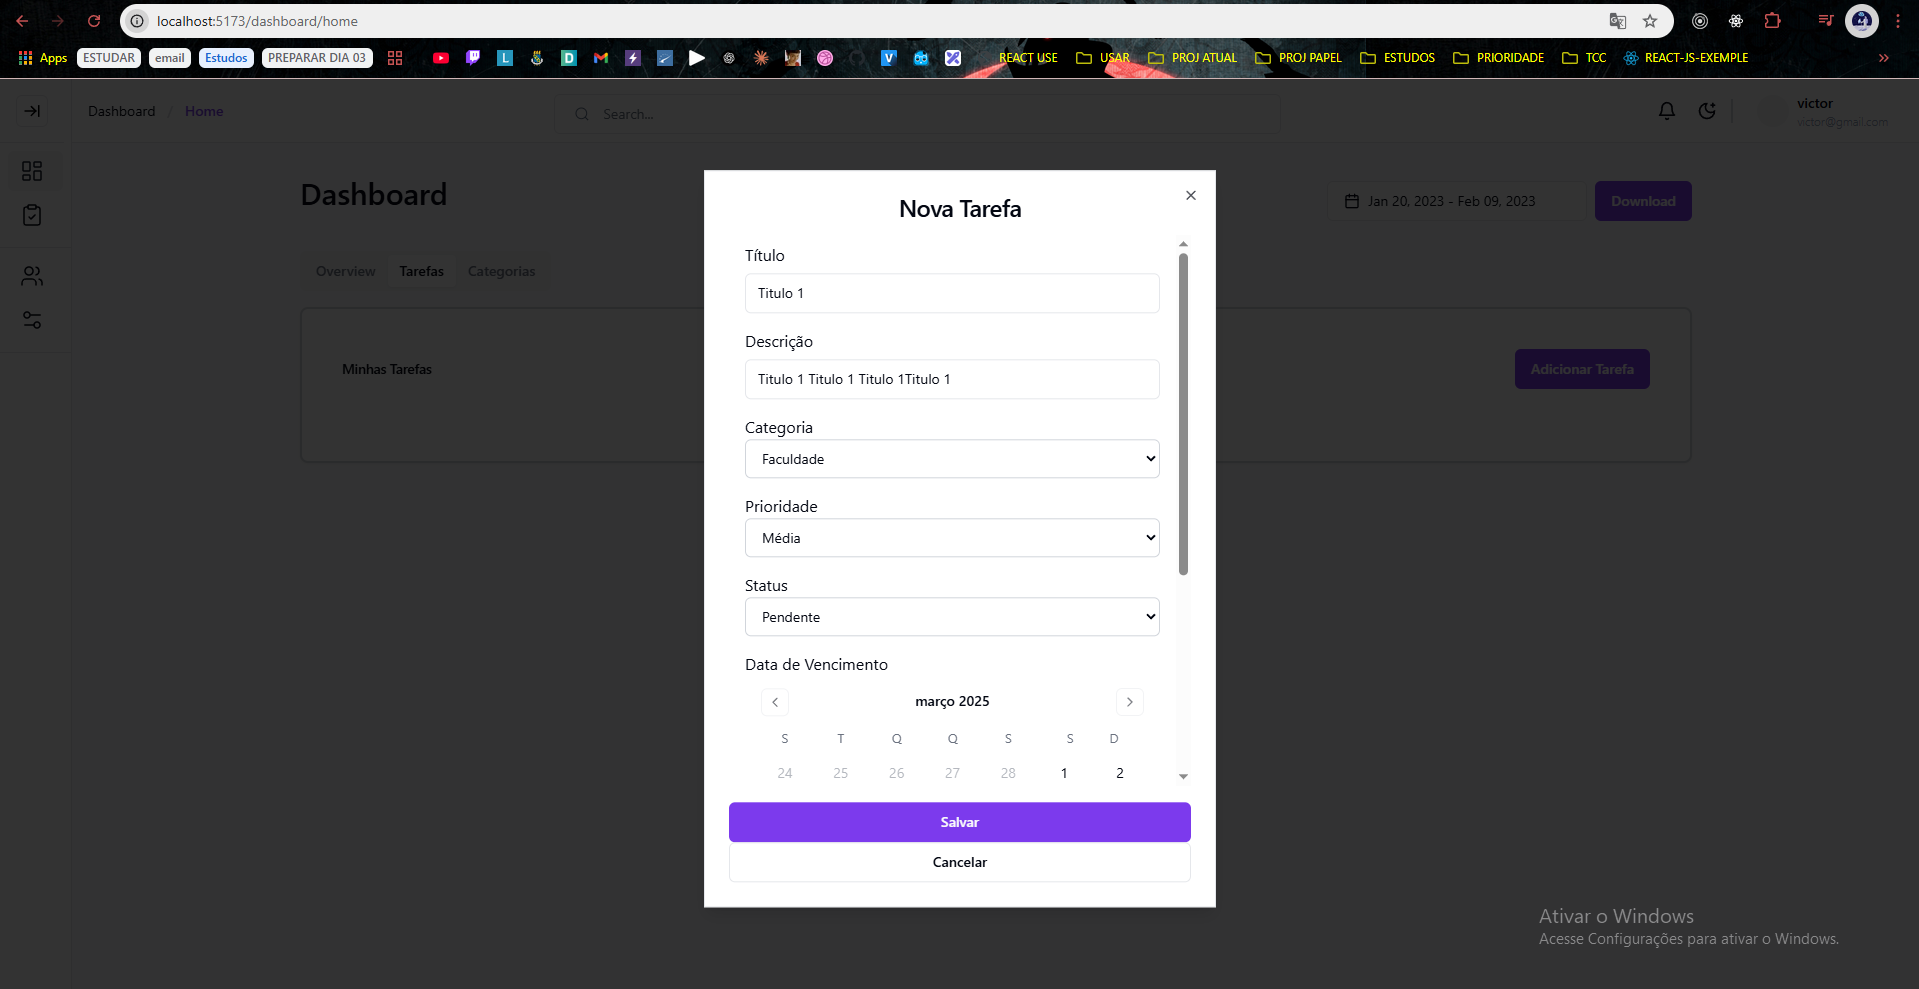 localhost:5173/dashboard/home
Apps
ESTUDAR
email
Estudos
PREPARAR DIA 03
REACT USE
USAR
PROJ ATUAL
PROJ PAPEL
ESTUDOS
PRIORIDADE
TCC
REACT-JS-EXEMPLE
Dashboard / Home
Search...
victor
victor@gmail.com
Dashboard
Jan 20, 2023 - Feb 09, 2023
Download
Overview
Tarefas
Categorias
Minhas Tarefas
Adicionar Tarefa
Nova Tarefa
Título
Titulo 1
Descrição
Titulo 1 Titulo 1 Titulo 1Titulo 1
Categoria
Faculdade
Prioridade
Média
Status
Pendente
Data de Vencimento
março 2025
S T Q Q S S D
24 25 26 27 28 1 2
Salvar
Cancelar
Ativar o Windows
Acesse Configurações para ativar o Windows.